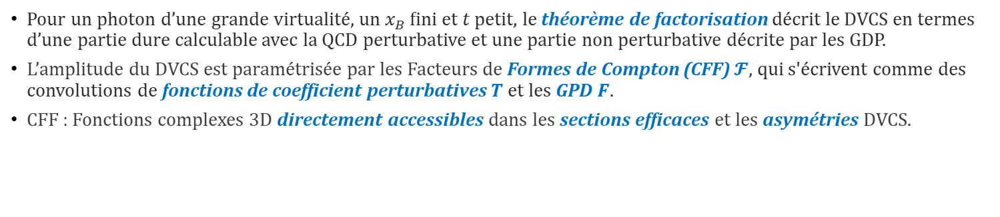 • Pour un photon d’une grande virtualité, un x_B fini et t petit, le théorème de factorisation décrit le DVCS en termes
d’une partie dure calculable avec la QCD perturbative et une partie non perturbative décrite par les GDP.
• L’amplitude du DVCS est paramétrisée par les Facteurs de Formes de Compton (CFF) ℱ, qui s'écrivent comme des
convolutions de fonctions de coefficient perturbatives T et les GPD F.
• CFF : Fonctions complexes 3D directement accessibles dans les sections efficaces et les asymétries DVCS.